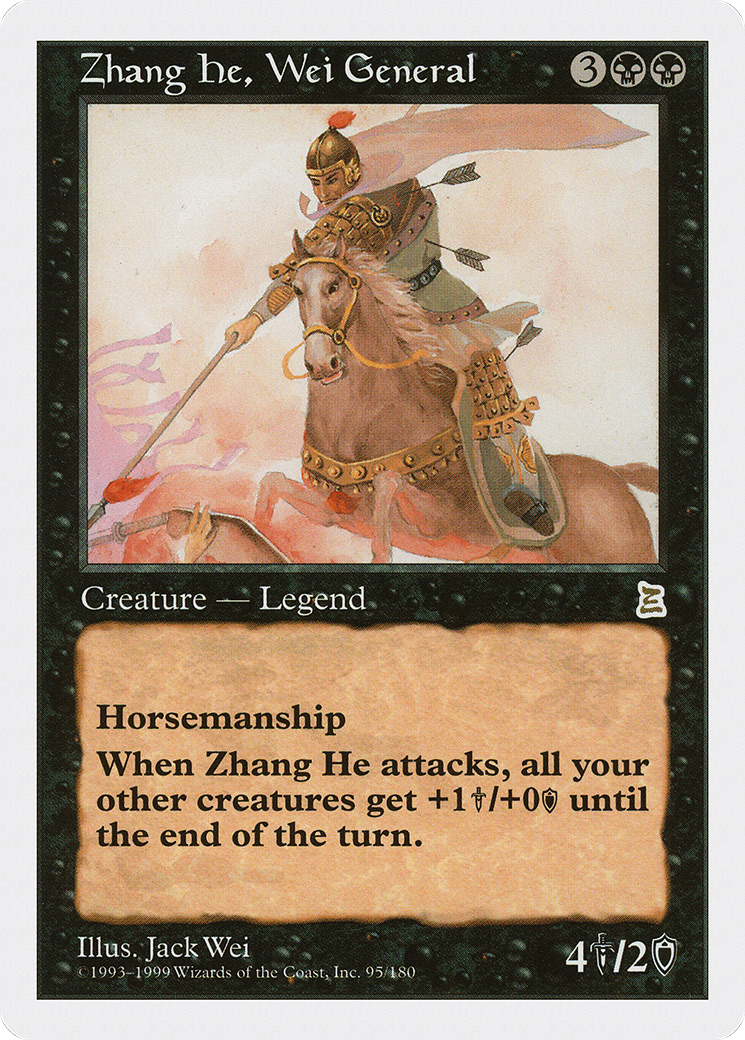 Zhang He, Wei General 3
Creature — Legend
Horsemanship
When Zhang He attacks, all your
other creatures get +1/+0 until
the end of the turn.
Illus. Jack Wei
©1993–1999 Wizards of the Coast, Inc. 95/180
4/2